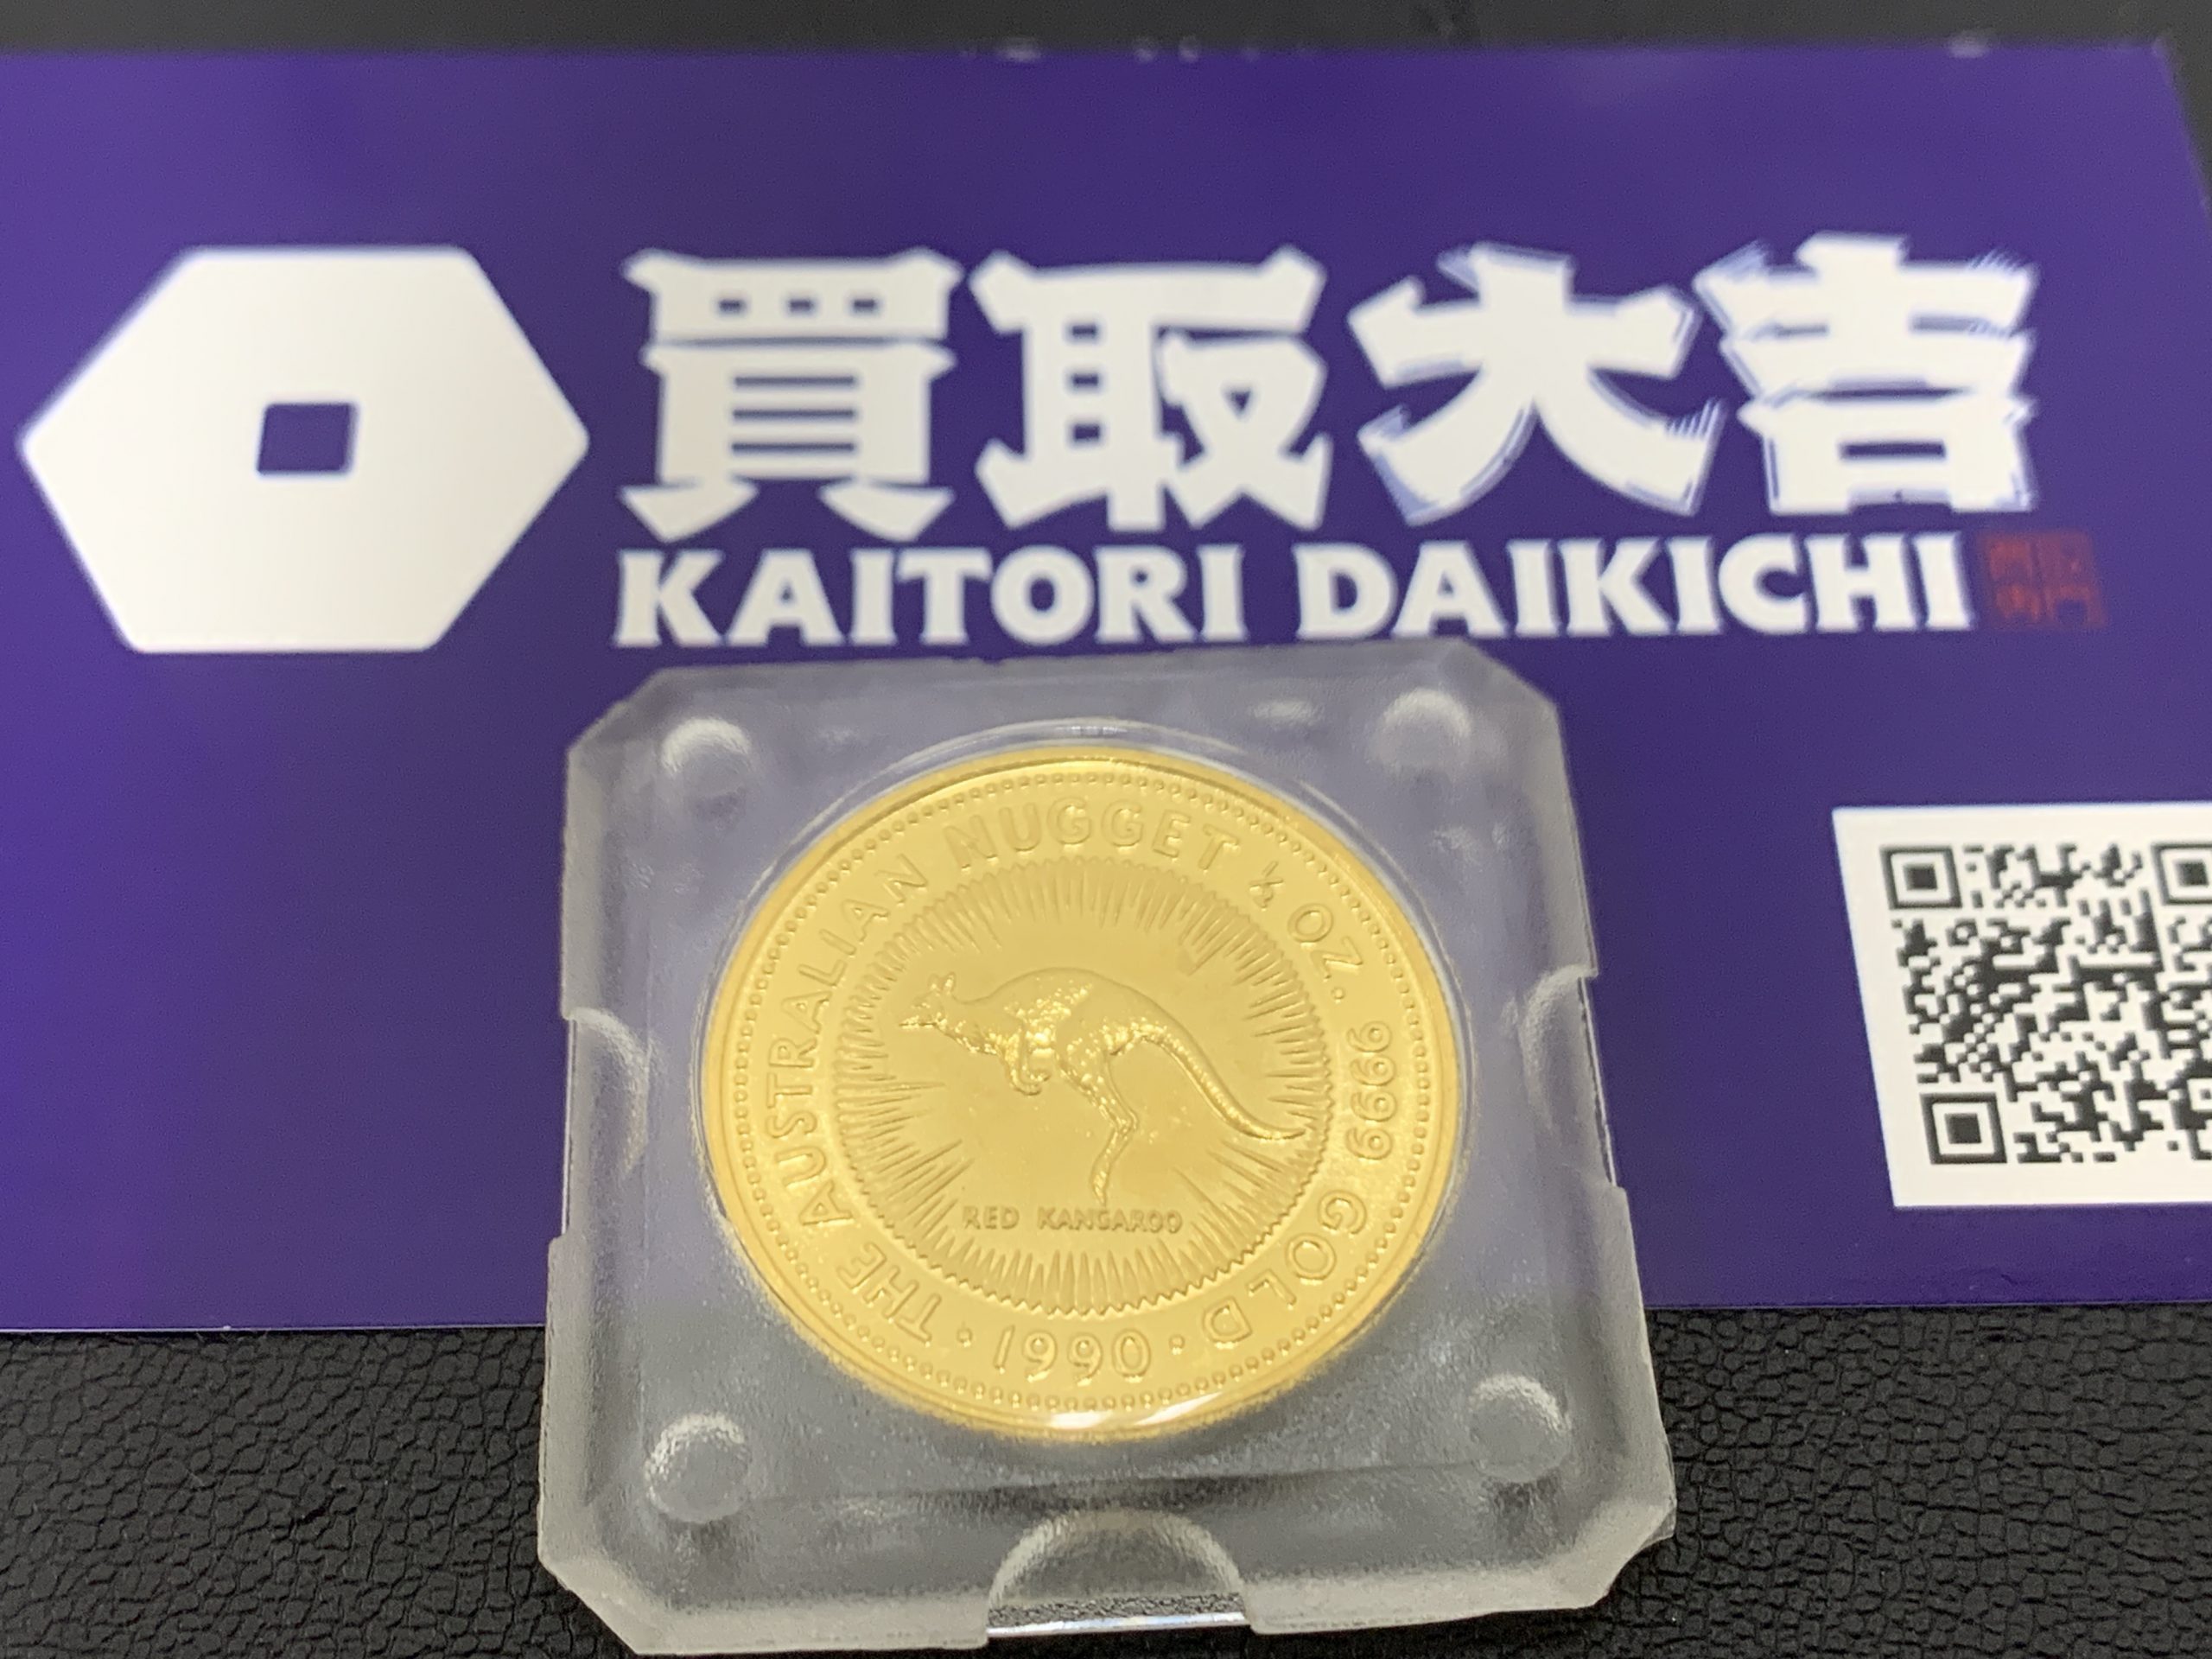 買取大吉
KAITORI DAIKICHI
THE AUSTRALIAN NUGGET ½ OZ. 9999 GOLD
RED KANGAROO
· 1990 ·